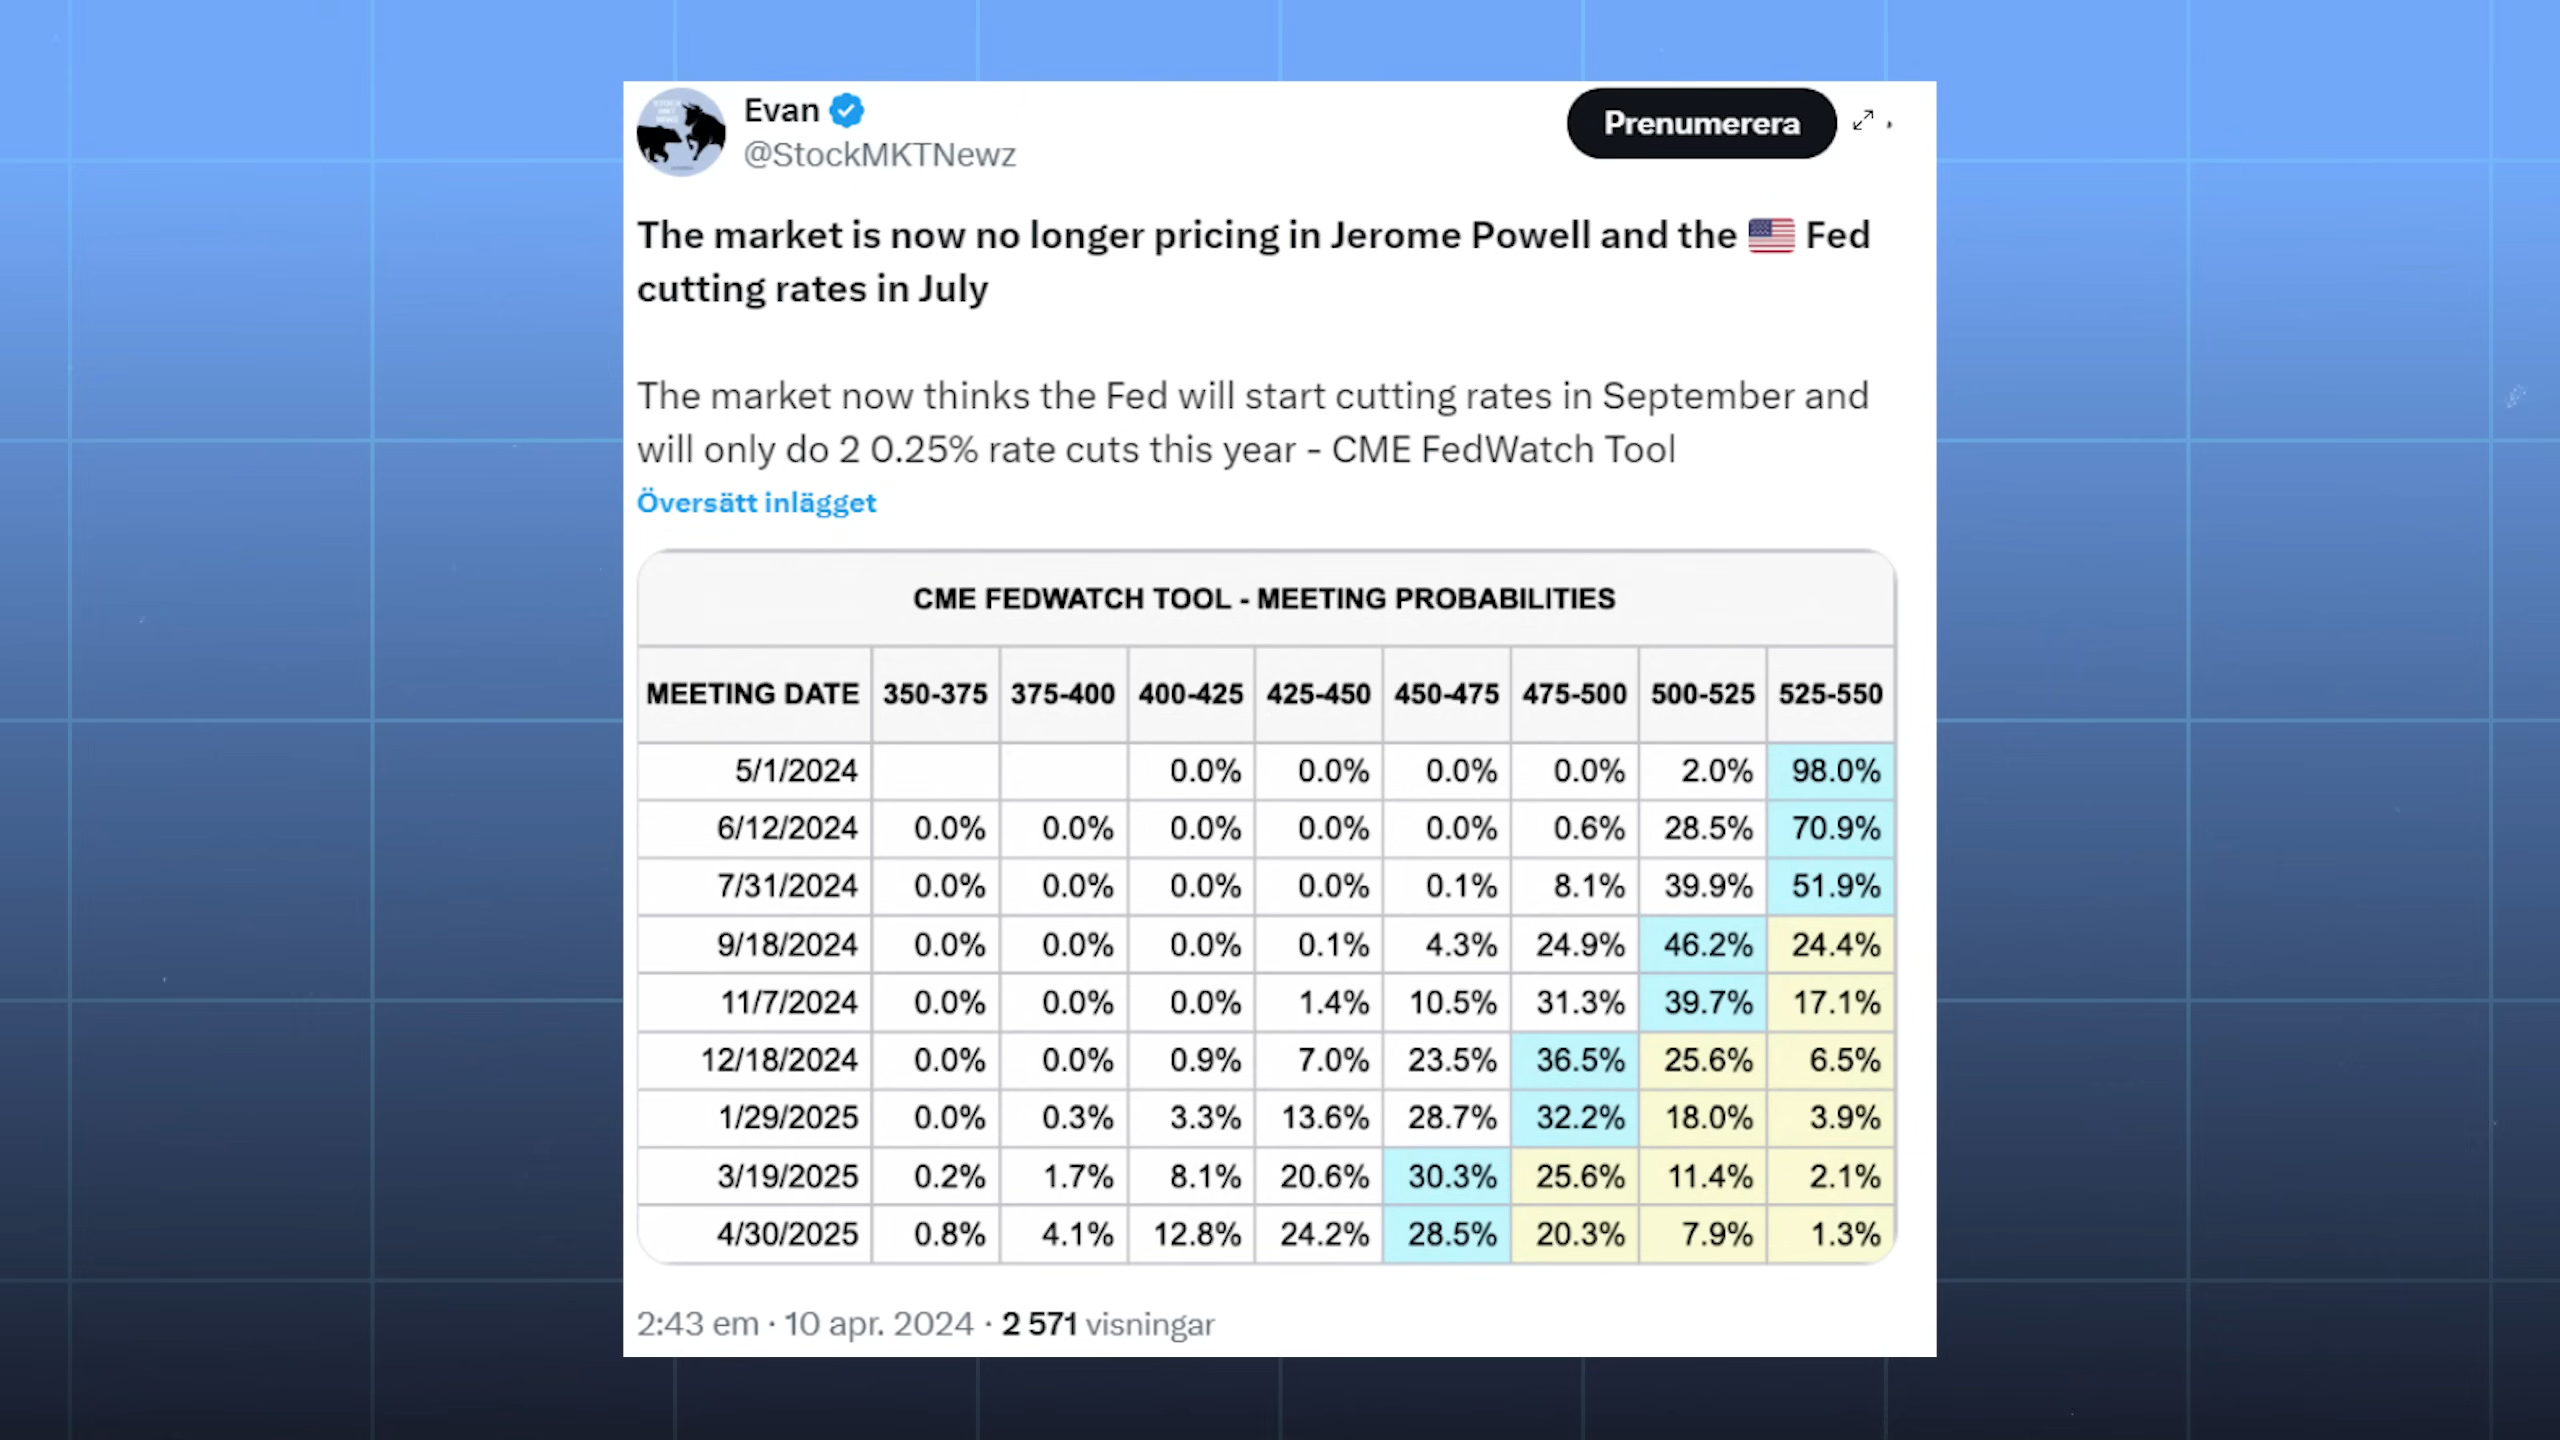 Evan
@StockMKTNewz
Prenumerera
The market is now no longer pricing in Jerome Powell and the 🇺🇸 Fed
cutting rates in July
The market now thinks the Fed will start cutting rates in September and
will only do 2 0.25% rate cuts this year - CME FedWatch Tool
Översätt inlägget
CME FEDWATCH TOOL - MEETING PROBABILITIES
MEETING DATE 350-375 375-400 400-425 425-450 450-475 475-500 500-525 525-550
5/1/2024 0.0% 0.0% 0.0% 0.0% 2.0% 98.0%
6/12/2024 0.0% 0.0% 0.0% 0.0% 0.0% 0.6% 28.5% 70.9%
7/31/2024 0.0% 0.0% 0.0% 0.0% 0.1% 8.1% 39.9% 51.9%
9/18/2024 0.0% 0.0% 0.0% 0.1% 4.3% 24.9% 46.2% 24.4%
11/7/2024 0.0% 0.0% 0.0% 1.4% 10.5% 31.3% 39.7% 17.1%
12/18/2024 0.0% 0.0% 0.9% 7.0% 23.5% 36.5% 25.6% 6.5%
1/29/2025 0.0% 0.3% 3.3% 13.6% 28.7% 32.2% 18.0% 3.9%
3/19/2025 0.2% 1.7% 8.1% 20.6% 30.3% 25.6% 11.4% 2.1%
4/30/2025 0.8% 4.1% 12.8% 24.2% 28.5% 20.3% 7.9% 1.3%
2:43 em · 10 apr. 2024 · 2 571 visningar